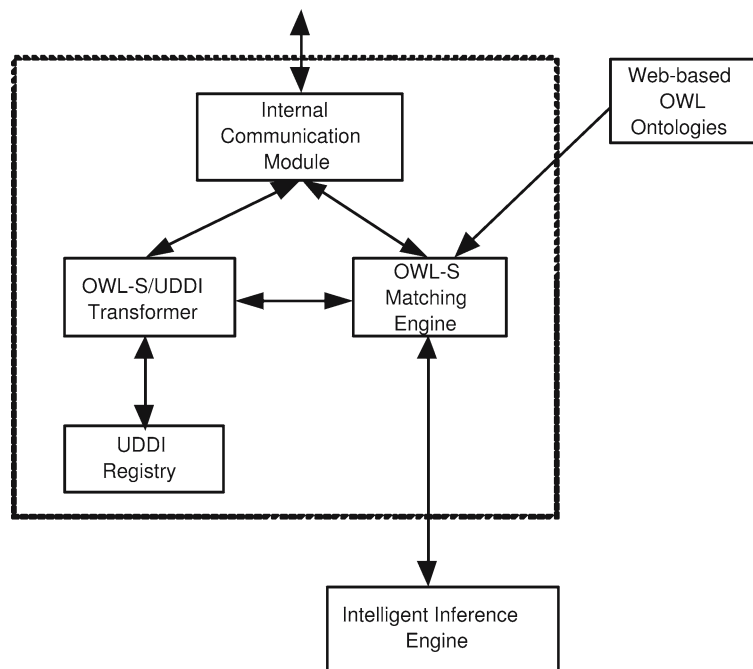 Internal
Communication
Module
Web-based
OWL
Ontologies
OWL-S/UDDI
Transformer
OWL-S
Matching
Engine
UDDI
Registry
Intelligent Inference
Engine